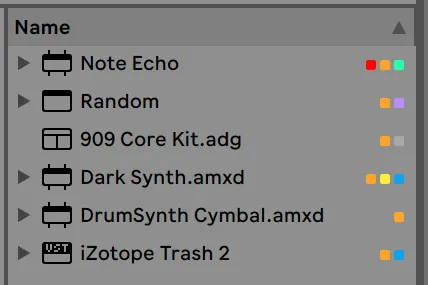 Name
Note Echo
Random
909 Core Kit.adg
Dark Synth.amxd
DrumSynth Cymbal.amxd
VST iZotope Trash 2